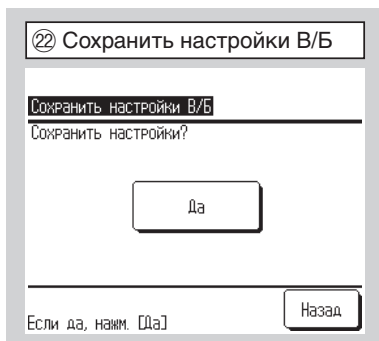 ㉒ Сохранить настройки В/Б
Сохранить настройки В/Б
Сохранить настройки?
Да
Назад
Если да, нажм. [Да]